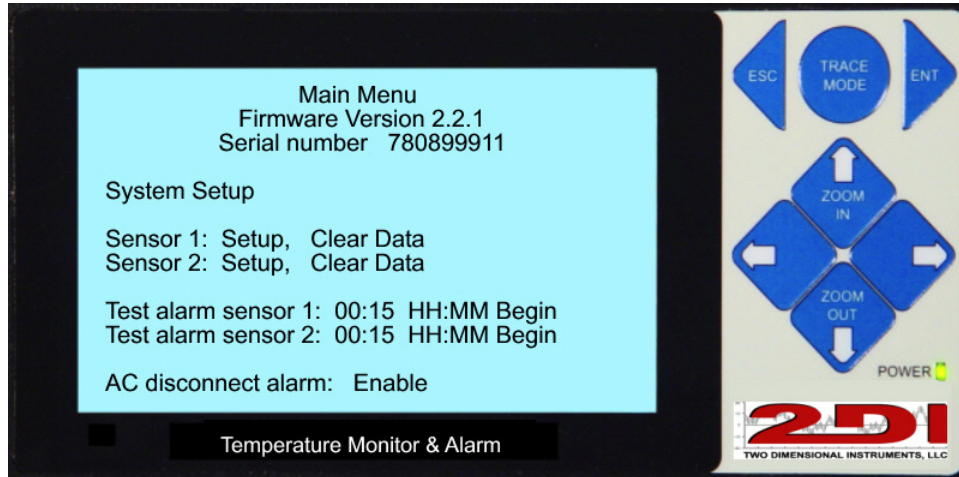 Main Menu
Firmware Version 2.2.1
Serial number 780899911
System Setup
Sensor 1: Setup, Clear Data
Sensor 2: Setup, Clear Data
Test alarm sensor 1: 00:15 HH:MM Begin
Test alarm sensor 2: 00:15 HH:MM Begin
AC disconnect alarm: Enable
Temperature Monitor & Alarm
ESC
TRACE
MODE
ENT
ZOOM
IN
ZOOM
OUT
POWER
2DI
TWO DIMENSIONAL INSTRUMENTS, LLC